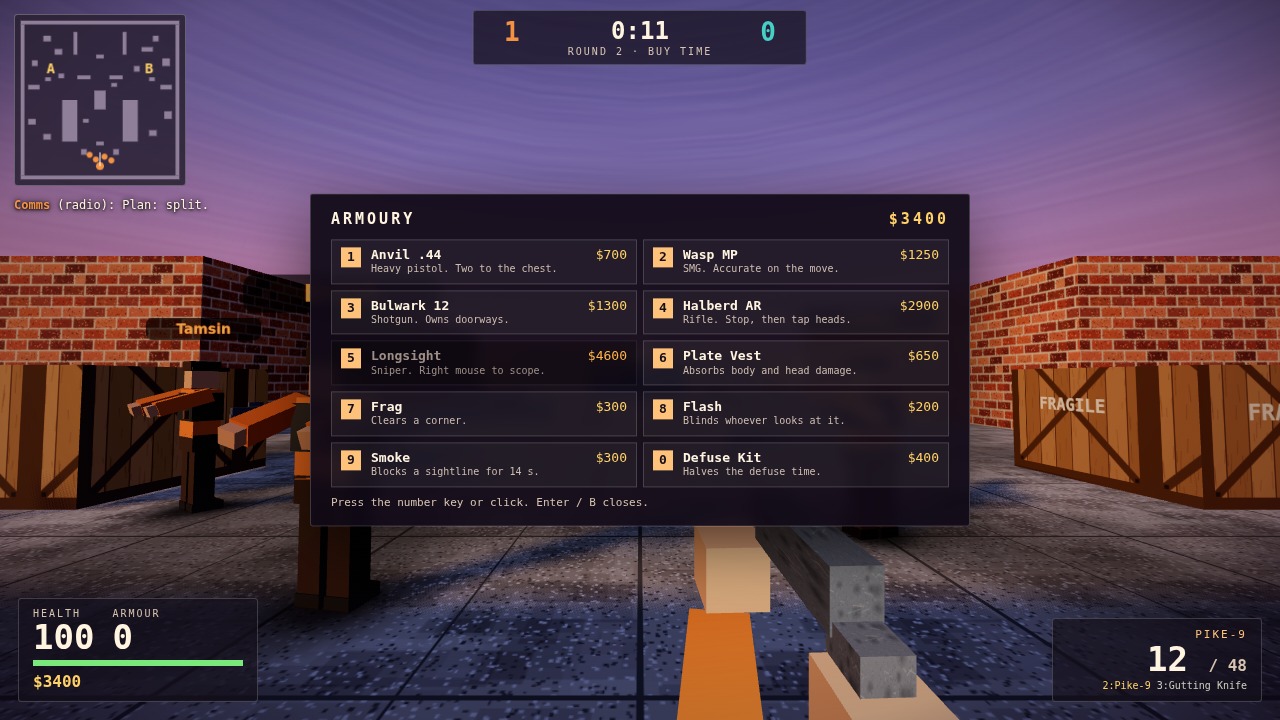 1 0:11 0
ROUND 2 · BUY TIME
A B
Comms (radio): Plan: split.
ARMOURY $3400
1 Anvil .44 $700
Heavy pistol. Two to the chest.
2 Wasp MP $1250
SMG. Accurate on the move.
3 Bulwark 12 $1300
Shotgun. Owns doorways.
4 Halberd AR $2900
Rifle. Stop, then tap heads.
5 Longsight $4600
Sniper. Right mouse to scope.
6 Plate Vest $650
Absorbs body and head damage.
7 Frag $300
Clears a corner.
8 Flash $200
Blinds whoever looks at it.
9 Smoke $300
Blocks a sightline for 14 s.
0 Defuse Kit $400
Halves the defuse time.
Press the number key or click. Enter / B closes.
Tamsin
FRAGILE
FRA
HEALTH ARMOUR
100 0
$3400
PIKE-9
12 / 48
2:Pike-9 3:Gutting Knife